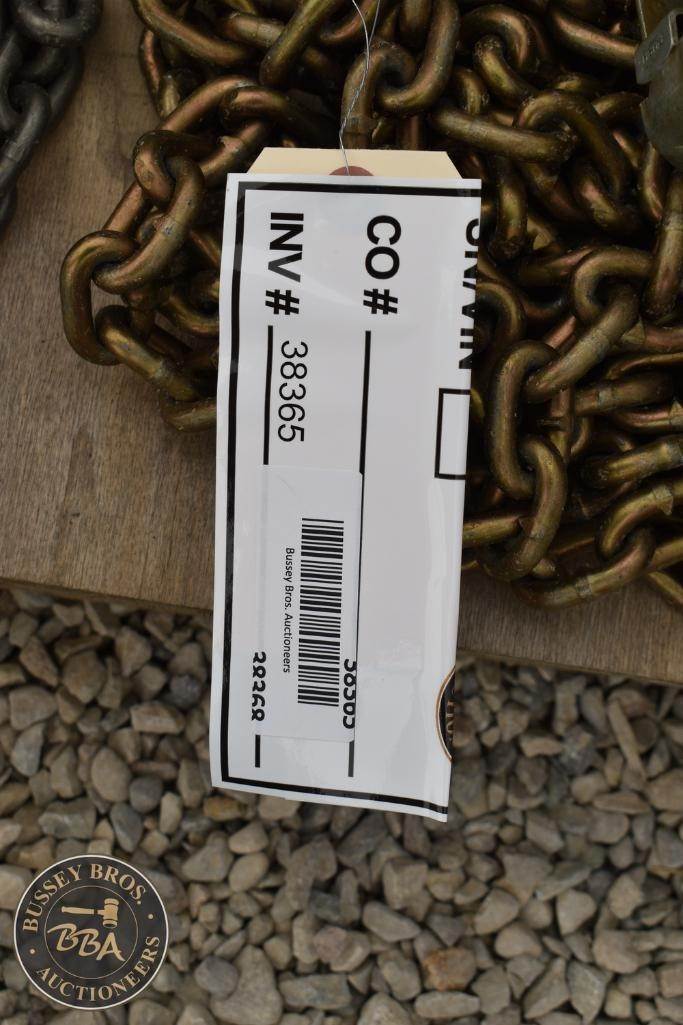 CO #
INV # 38365
Bussey Bros. Auctioneers
38365
BUSSEY BROS.
BBA
AUCTIONEERS